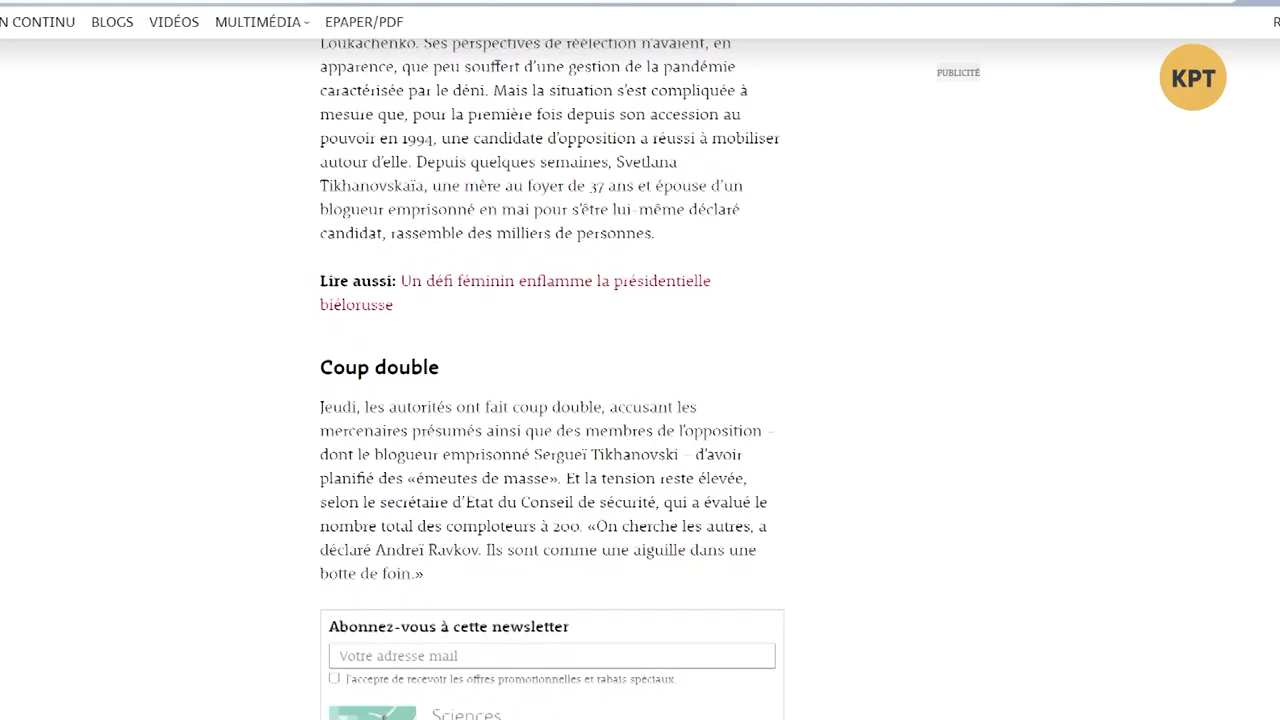 N CONTINU BLOGS VIDÉOS MULTIMÉDIA EPAPER/PDF R
Loukachenko. Ses perspectives de réélection n'avaient, en
apparence, que peu souffert d'une gestion de la pandémie
caractérisée par le déni. Mais la situation s'est compliquée à
mesure que, pour la première fois depuis son accession au
pouvoir en 1994, une candidate d'opposition a réussi à mobiliser
autour d'elle. Depuis quelques semaines, Svetlana
Tikhanovskaïa, une mère au foyer de 37 ans et épouse d'un
blogueur emprisonné en mai pour s'être lui-même déclaré
candidat, rassemble des milliers de personnes.
PUBLICITÉ
KPT
Lire aussi: Un défi féminin enflamme la présidentielle
biélorusse
Coup double
Jeudi, les autorités ont fait coup double, accusant les
mercenaires présumés ainsi que des membres de l'opposition –
dont le blogueur emprisonné Sergueï Tikhanovski – d'avoir
planifié des «émeutes de masse». Et la tension reste élevée,
selon le secrétaire d'Etat du Conseil de sécurité, qui a évalué le
nombre total des comploteurs à 200. «On cherche les autres, a
déclaré Andreï Ravkov. Ils sont comme une aiguille dans une
botte de foin.»
Abonnez-vous à cette newsletter
Votre adresse mail
J'accepte de recevoir les offres promotionnelles et rabais spéciaux.
Sciences